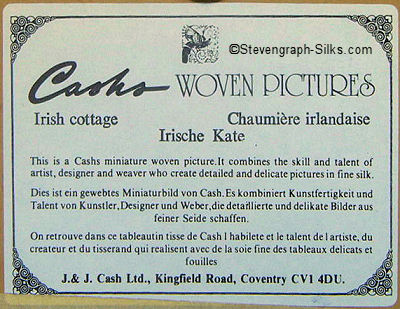 ©Stevengraph-Silks.com
Cashs WOVEN PICTURES
Irish cottage Chaumière irlandaise
Irische Kate
This is a Cashs miniature woven picture.It combines the skill and talent of
artist, designer and weaver who create detailed and delicate pictures in fine silk.
Dies ist ein gewebtes Miniaturbild von Cash.Es kombiniert Kunstfertigkeit und
Talent von Kunstler,Designer und Weber,die detaillierte und delikate Bilder aus
feiner Seide schaffen.
On retrouve dans ce tableautin tisse de Cash l habilete et le talent de l artiste, du
createur et du tisserand qui realisent avec de la soie fine des tableaux delicats et
fouilles
J.& J. Cash Ltd., Kingfield Road, Coventry CV1 4DU.